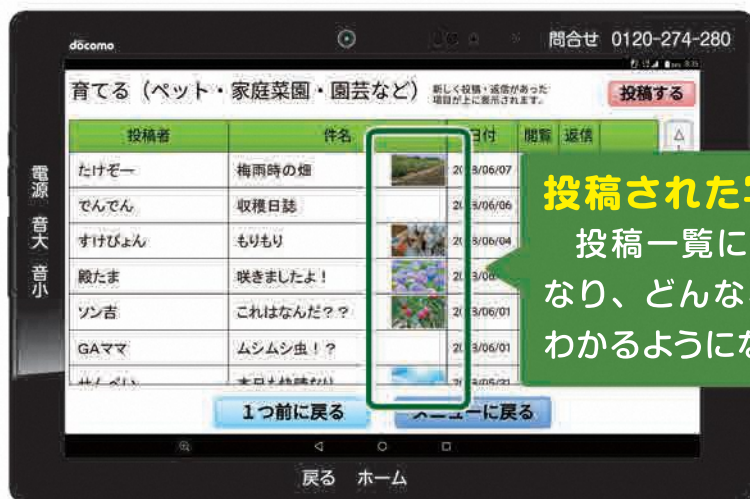 döcomo
問合せ 0120-274-280
育てる（ペット・家庭菜園・園芸など）
新しく投稿・返信があった
項目が上に表示されます。
投稿する
投稿者 件名 日付 閲覧 返信
たけぞー 梅雨時の畑
でんでん 収穫日誌
すけぴょん もりもり
殿たま 咲きましたよ！
ソン吉 これはなんだ？？
GAママ ムシムシ虫！？
1つ前に戻る
メニューに戻る
戻る ホーム
電源 音大 音小
投稿された
投稿一覧に
なり、どんな
わかるように